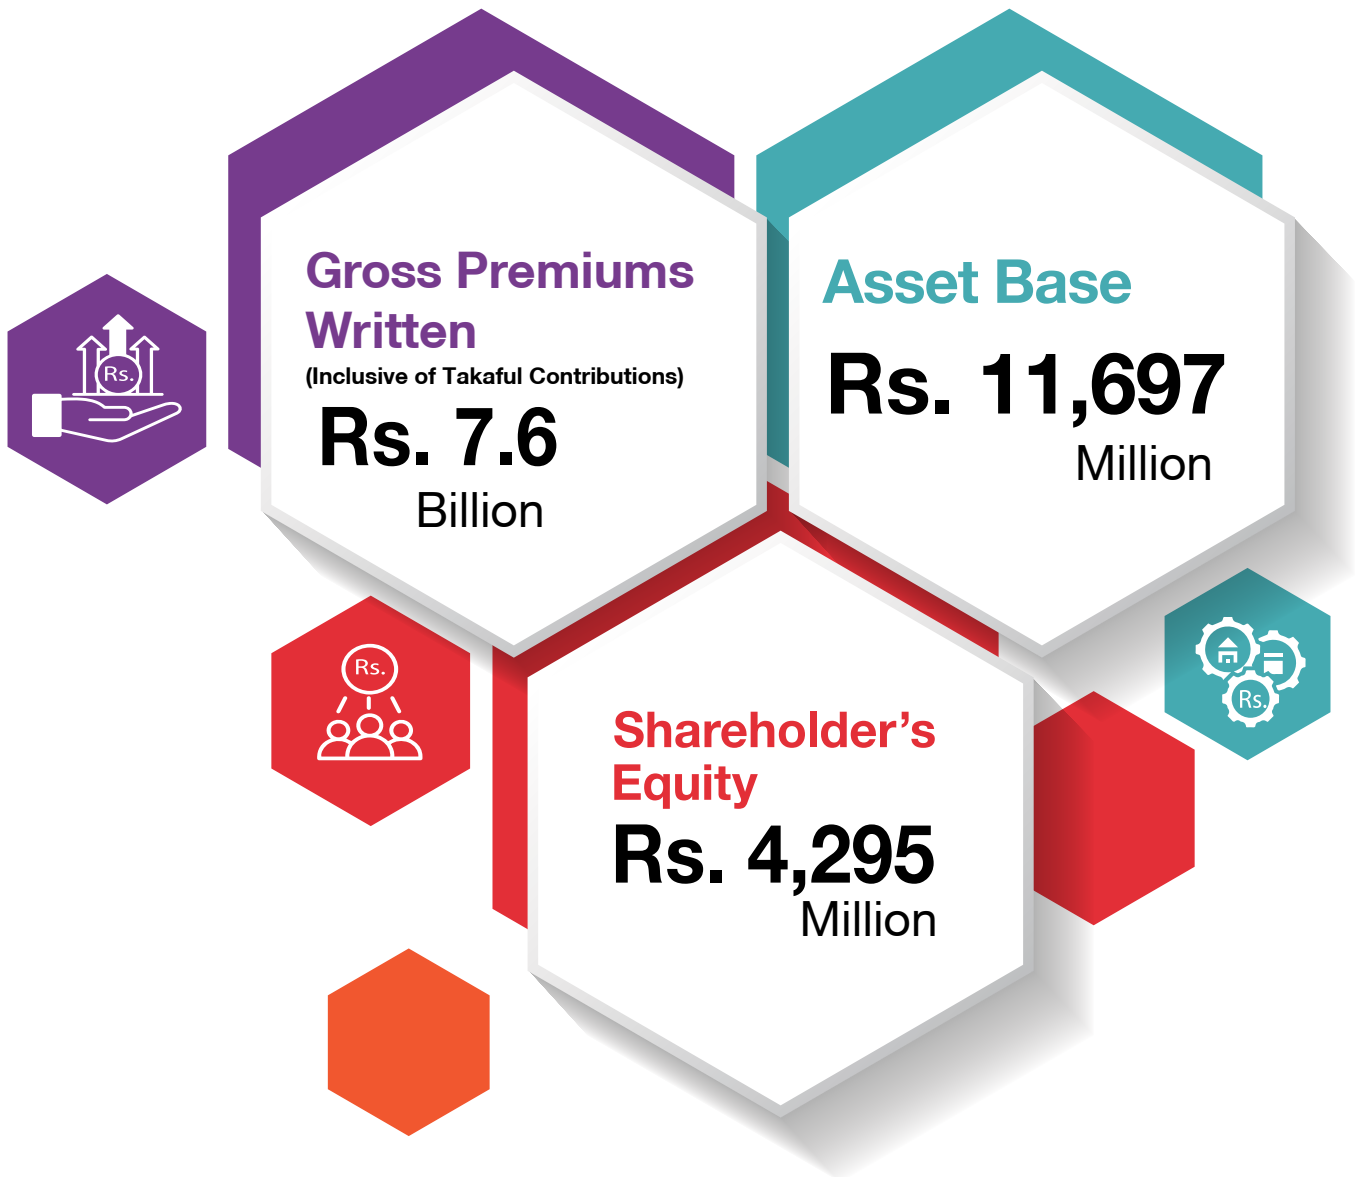 Gross Premiums
Written
(Inclusive of Takaful Contributions)
Rs. 7.6
Billion
Asset Base
Rs. 11,697
Million
Rs.
Rs.
Rs.
Shareholder’s
Equity
Rs. 4,295
Million